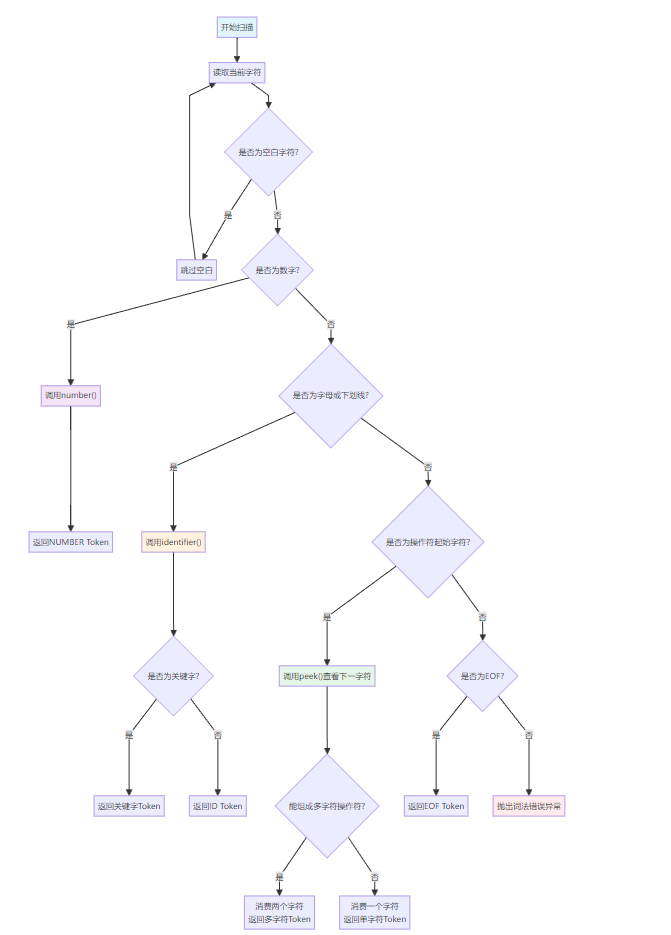 开始扫描
读取当前字符
是否为空白字符?
是
否
跳过空白
是否为数字?
是
否
调用number()
是否为字母或下划线?
是
否
返回NUMBER Token
调用identifier()
是否为操作符起始字符?
是
否
是否为关键字?
调用peek()查看下一字符
是否为EOF?
是
否
是
否
返回关键字Token
返回ID Token
能组成多字符操作符?
返回EOF Token
抛出词法错误异常
是
否
消费两个字符
返回多字符Token
消费一个字符
返回单字符Token